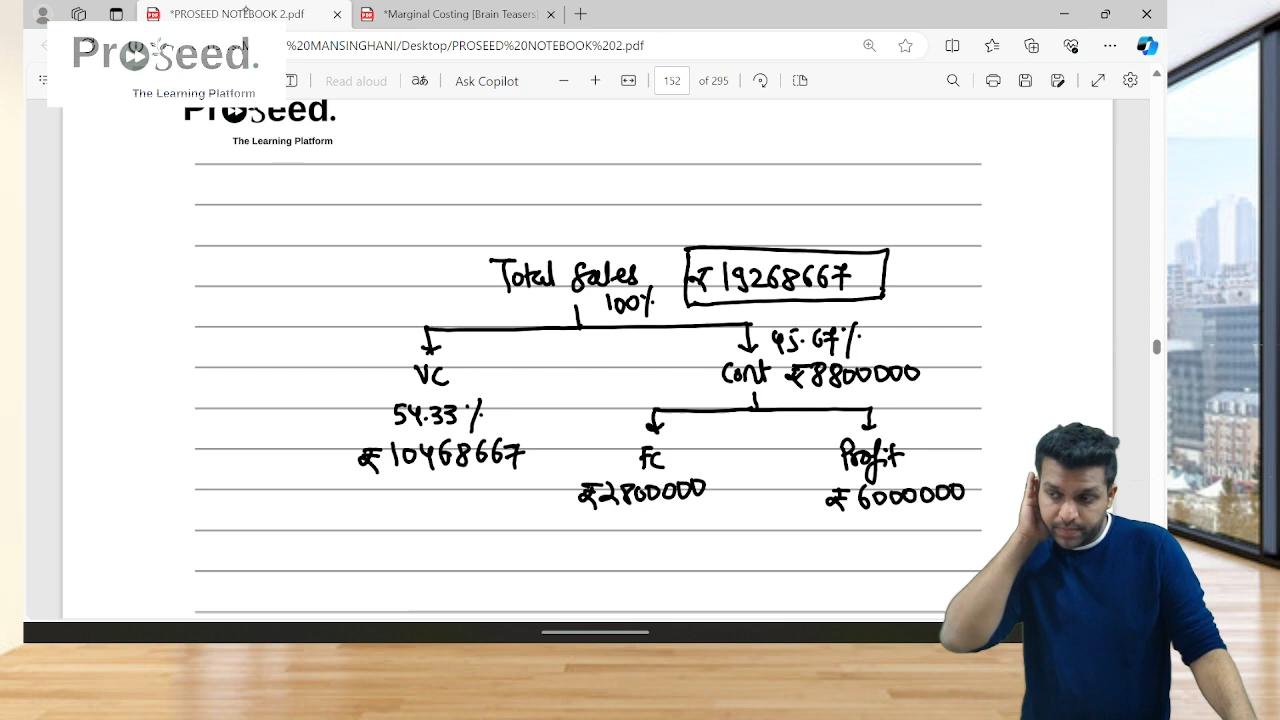 *PROSEED NOTEBOOK 2.pdf
*Marginal Costing [Brain Teasers]
%20MANSINGHANI/Desktop/PROSEED%20NOTEBOOK%202.pdf
Proseed.
The Learning Platform
Read aloud
aあ
Ask Copilot
152
of 295
Proseed.
The Learning Platform
Total Sales ₹19268667
100%
45.67%
VC
Cont ₹8800000
54.33%
₹10468667
FC
Profit
₹2800000
₹6000000